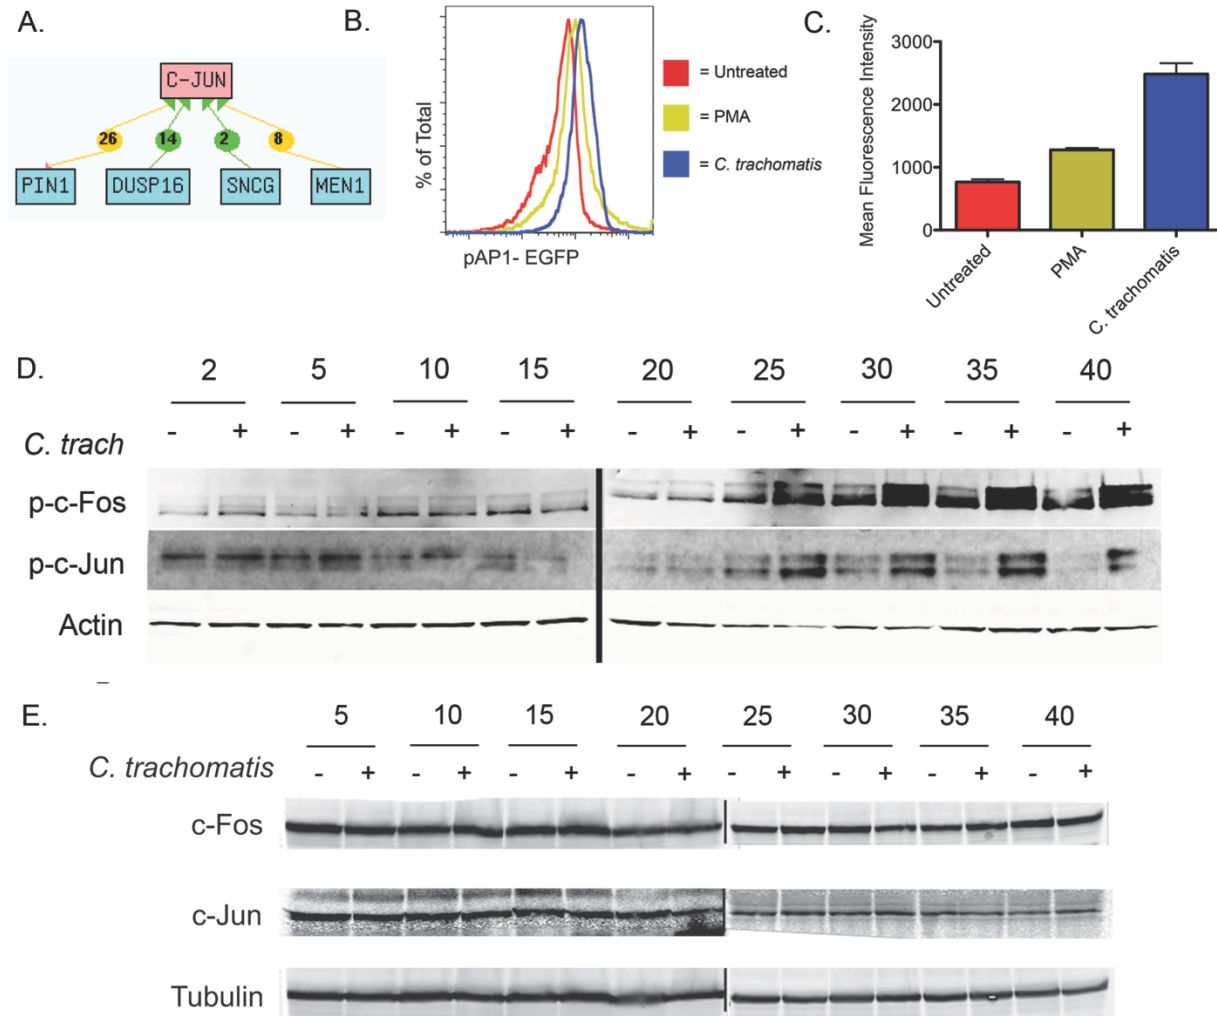 A.
C-JUN
26 14 2 8
PIN1 DUSP16 SNCG MEN1
B.
% of Total
pAP1- EGFP
= Untreated
= PMA
= C. trachomatis
C.
Mean Fluorescence Intensity
3000
2000
1000
0
Untreated
PMA
C. trachomatis
D.
2 5 10 15 20 25 30 35 40
C. trach - + - + - + - + - + - + - + - + - +
p-c-Fos
p-c-Jun
Actin
E.
5 10 15 20 25 30 35 40
C. trachomatis - + - + - + - + - + - + - + - +
c-Fos
c-Jun
Tubulin